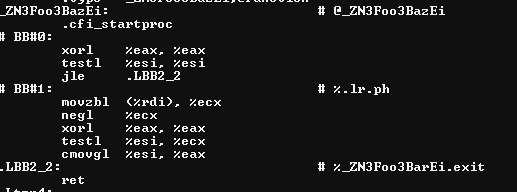 _ZN3Foo3BazEi: # @_ZN3Foo3BazEi
.cfi_startproc
# BB#0:
xorl %eax, %eax
testl %esi, %esi
jle .LBB2_2
# BB#1: # %.lr.ph
movzbl (%rdi), %ecx
negl %ecx
xorl %eax, %eax
testl %esi, %ecx
cmovgl %esi, %eax
.LBB2_2: # %_ZN3Foo3BarEi.exit
ret